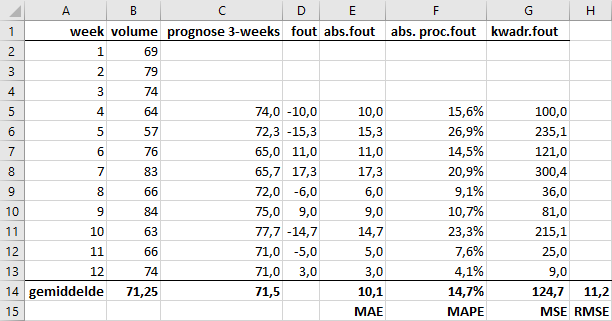 A B C D E F G H
1 week volume prognose 3-weeks fout abs.fout abs. proc.fout kwadr.fout
2 1 69
3 2 79
4 3 74
5 4 64 74,0 -10,0 10,0 15,6% 100,0
6 5 57 72,3 -15,3 15,3 26,9% 235,1
7 6 76 65,0 11,0 11,0 14,5% 121,0
8 7 83 65,7 17,3 17,3 20,9% 300,4
9 8 66 72,0 -6,0 6,0 9,1% 36,0
10 9 84 75,0 9,0 9,0 10,7% 81,0
11 10 63 77,7 -14,7 14,7 23,3% 215,1
12 11 66 71,0 -5,0 5,0 7,6% 25,0
13 12 74 71,0 3,0 3,0 4,1% 9,0
14 gemiddelde 71,25 71,5 10,1 14,7% 124,7 11,2
15 MAE MAPE MSE RMSE